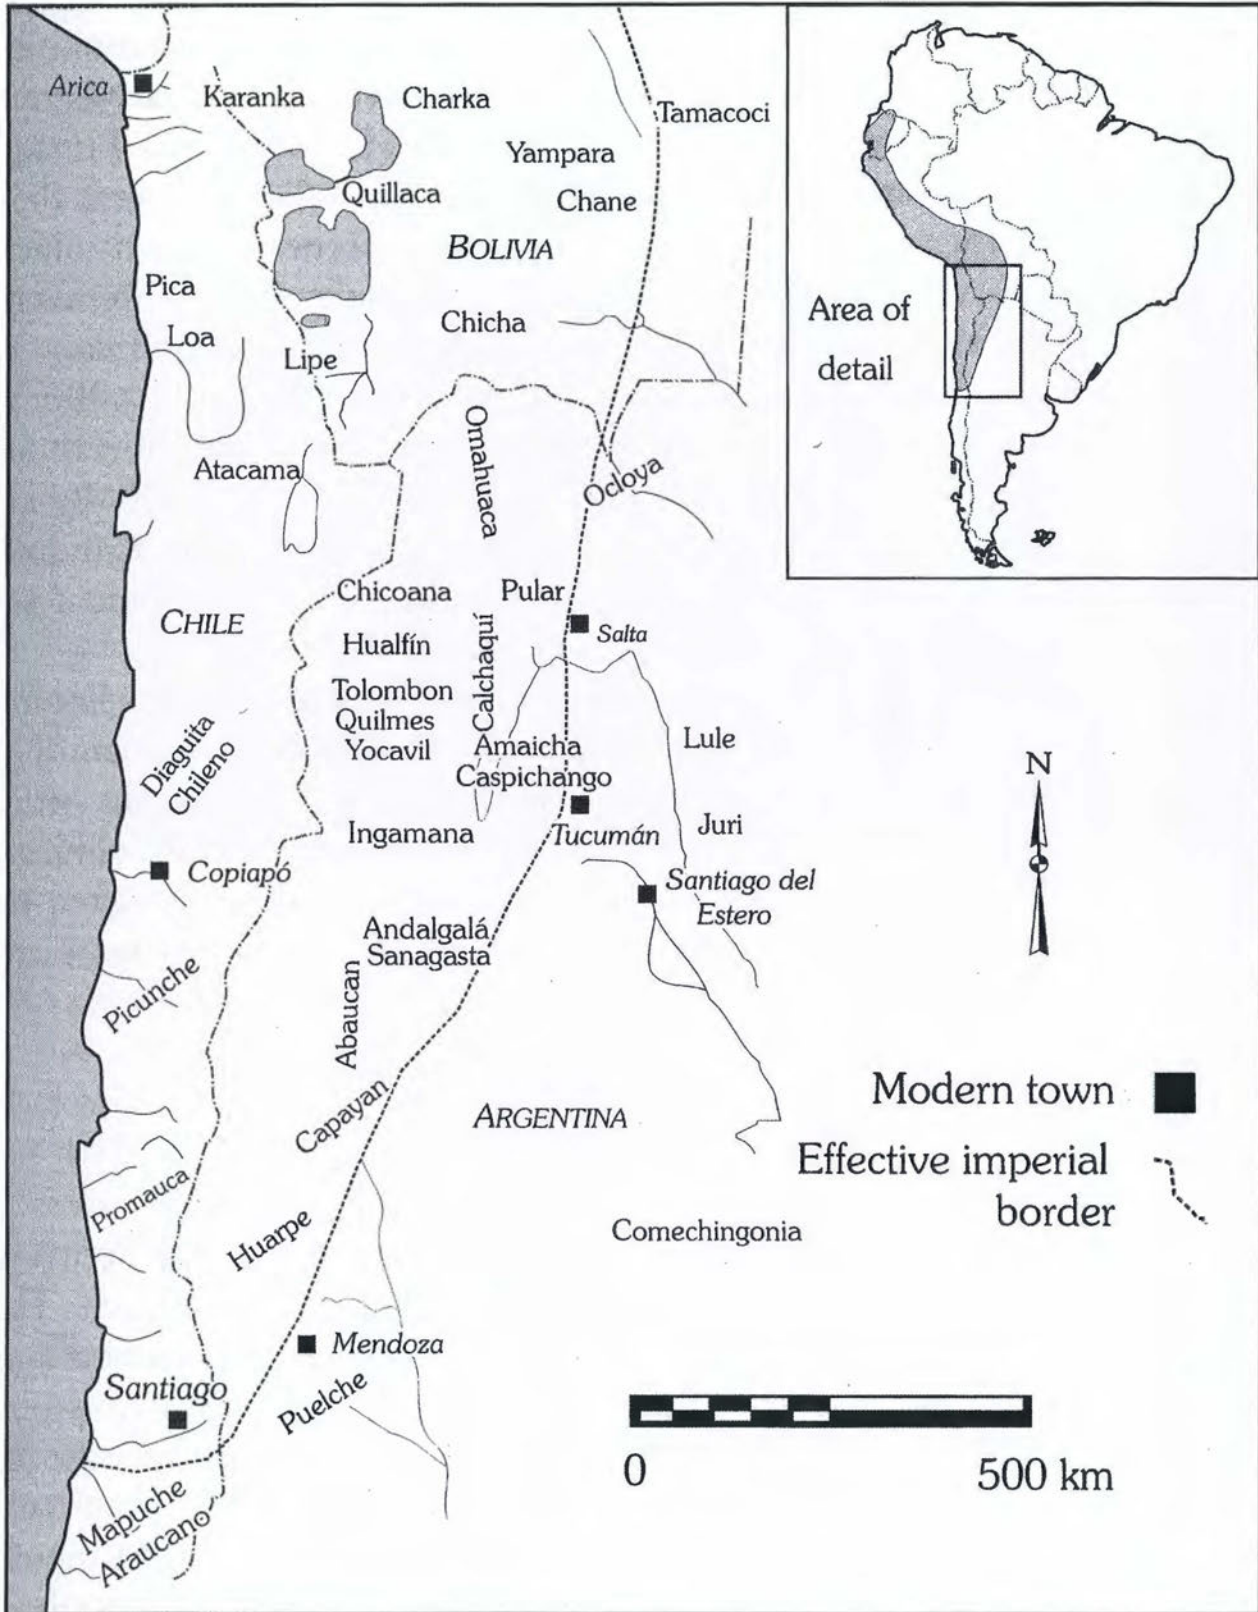 Arica
Karanka
Charka
Tamacoci
Yampara
Quillaca
Chane
BOLIVIA
Pica
Loa
Lipe
Chicha
Area of
detail
Atacama
Omahuaca
Ocloya
Chicoana
Pular
CHILE
Hualfín
Calchaquí
Salta
Tolombon
Quilmes
Yocavil
Amaicha
Caspichango
Lule
Diaguita
Chileno
N
Ingamana
Tucumán
Juri
Copiapó
Santiago del
Estero
Andalgalá
Sanagasta
Picunche
Abaucan
Capayan
ARGENTINA
Modern town
Effective imperial
border
Promauca
Huarpe
Comechingonia
Mendoza
Santiago
Puelche
0
500 km
Mapuche
Araucano